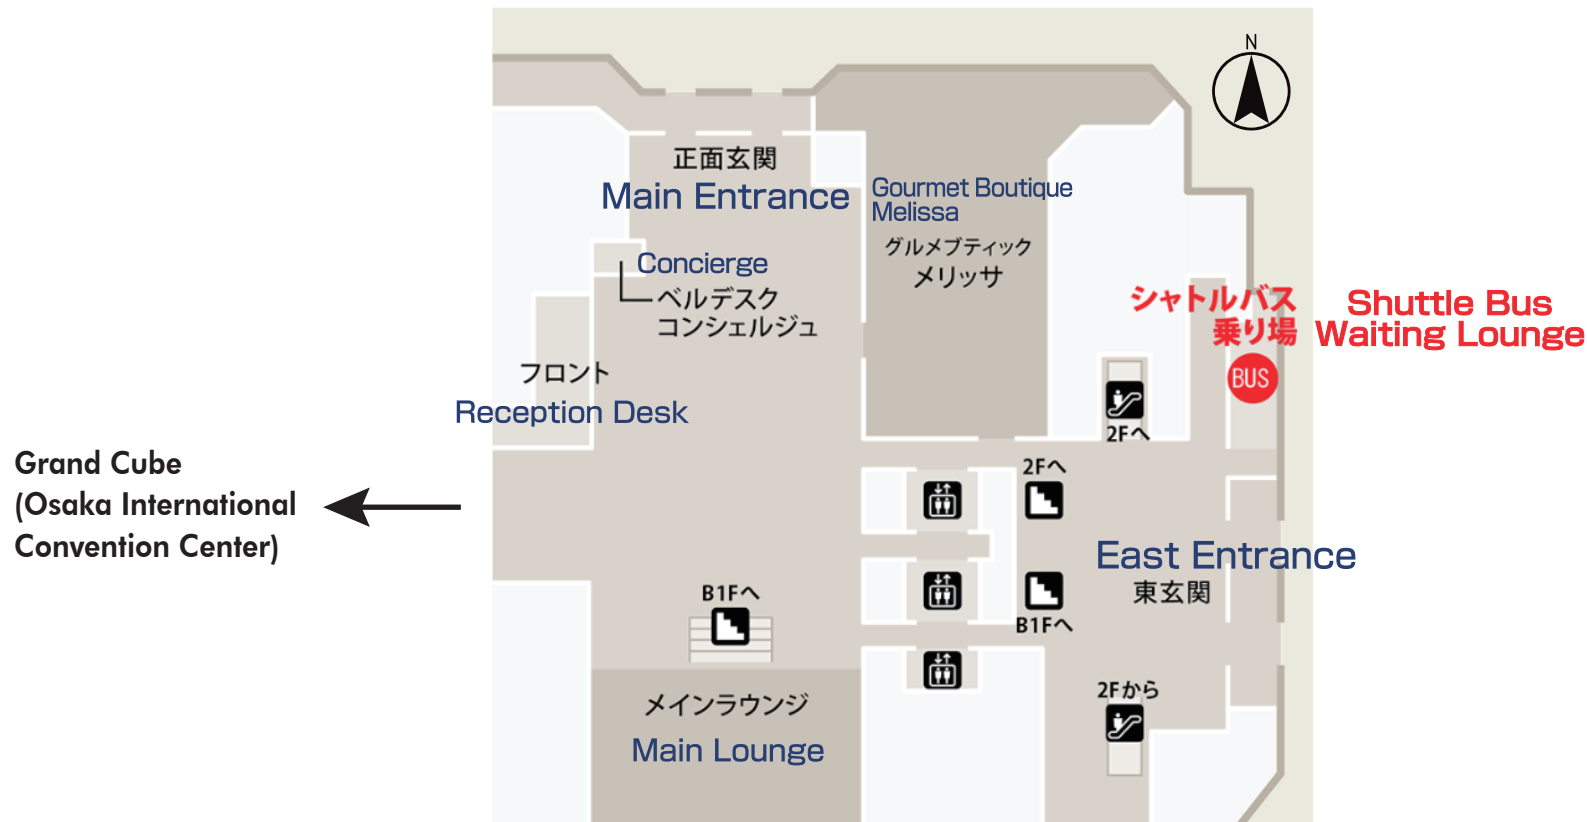 N
正面玄関
Main Entrance
Gourmet Boutique
Melissa
グルメブティック
メリッサ
Concierge
ベルデスク
コンシェルジュ
シャトルバス
乗り場
BUS
Shuttle Bus
Waiting Lounge
フロント
Reception Desk
2Fへ
Grand Cube
(Osaka International
Convention Center)
2Fへ
East Entrance
東玄関
B1Fへ
B1Fへ
2Fから
メインラウンジ
Main Lounge